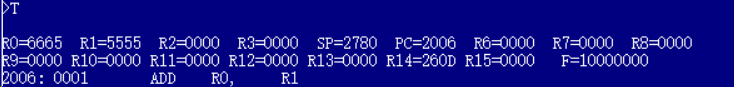 >T
R0=6665 R1=5555 R2=0000 R3=0000 SP=2780 PC=2006 R6=0000 R7=0000 R8=0000
R9=0000 R10=0000 R11=0000 R12=0000 R13=0000 R14=260D R15=0000 F=10000000
2006: 0001 ADD R0, R1